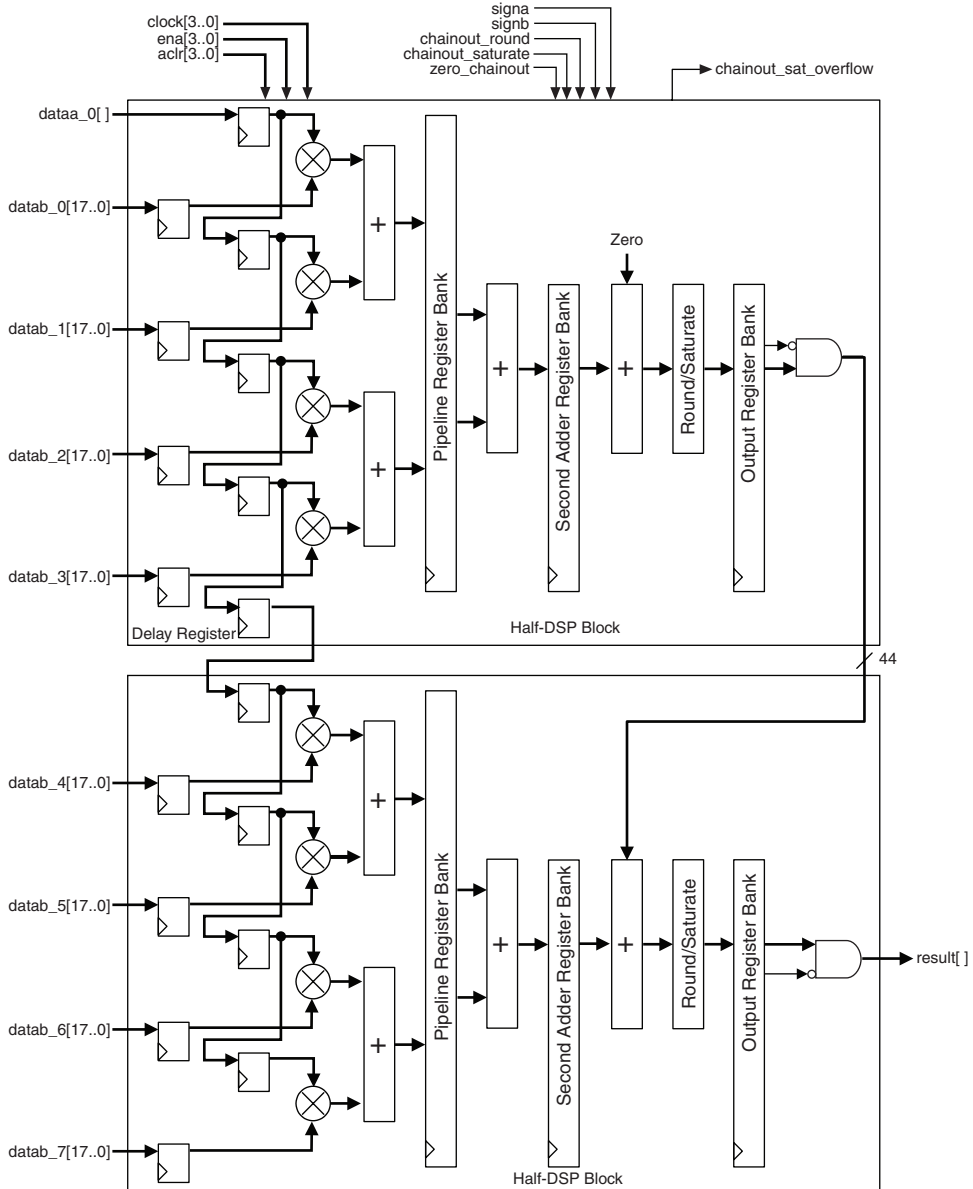 clock[3..0]
ena[3..0]
aclr[3..0]
signa
signb
chainout_round
chainout_saturate
zero_chainout
chainout_sat_overflow
dataa_0[ ]
datab_0[17..0]
datab_1[17..0]
datab_2[17..0]
datab_3[17..0]
+
+
Pipeline Register Bank
+
Second Adder Register Bank
Zero
+
Round/Saturate
Output Register Bank
Delay Register
Half-DSP Block
44
datab_4[17..0]
datab_5[17..0]
datab_6[17..0]
datab_7[17..0]
+
+
Pipeline Register Bank
+
Second Adder Register Bank
+
Round/Saturate
Output Register Bank
result[ ]
Half-DSP Block